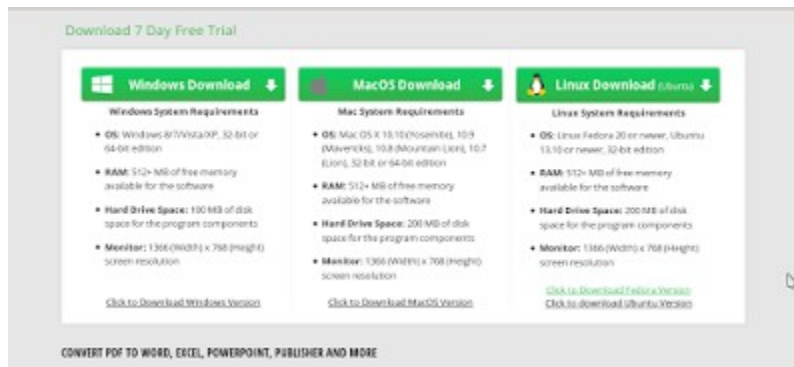 Download 7 Day Free Trial
Windows Download
Windows System Requirements
OS: Windows 8/7/Vista/XP, 32-bit or
64-bit edition
RAM: 512+ MB of free memory
available for the software
Hard Drive Space: 100 MB of disk
space for the program components
Monitor: 1366 (Width) x 768 (Height)
screen resolution
Click to Download Windows Version
MacOS Download
Mac System Requirements
OS: Mac OS X 10.10 (Yosemite), 10.9
(Mavericks), 10.8 (Mountain Lion), 10.7
(Lion), 32-bit or 64-bit edition
RAM: 512+ MB of free memory
available for the software
Hard Drive Space: 200 MB of disk
space for the program components
Monitor: 1366 (Width) x 768 (Height)
screen resolution
Click to Download MacOS Version
Linux Download (Ubuntu)
Linux System Requirements
OS: Linux Fedora 20 or newer, Ubuntu
13.10 or newer, 32-bit edition
RAM: 512+ MB of free memory
available for the software
Hard Drive Space: 200 MB of disk
space for the program components
Monitor: 1366 (Width) x 768 (Height)
screen resolution
Click to Download Fedora Version
Click to download Ubuntu Version
CONVERT PDF TO WORD, EXCEL, POWERPOINT, PUBLISHER AND MORE